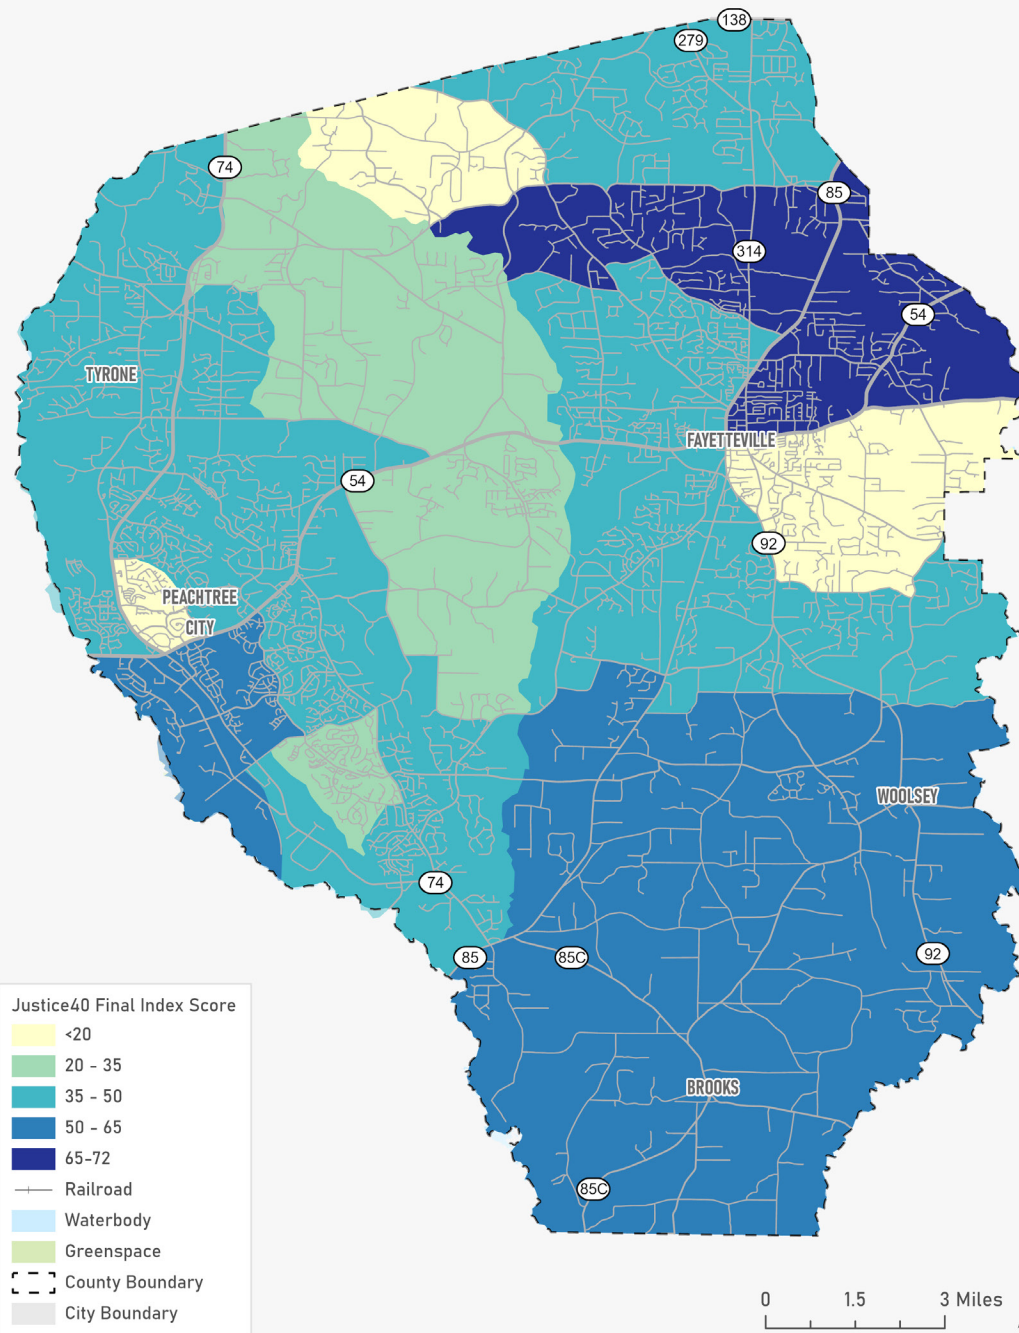 138
279
74
85
314
54
TYRONE
FAYETTEVILLE
54
92
PEACHTREE
CITY
WOOLSEY
74
85
85C
92
BROOKS
85C
Justice40 Final Index Score
<20
20 - 35
35 - 50
50 - 65
65-72
Railroad
Waterbody
Greenspace
County Boundary
City Boundary
0 1.5 3 Miles